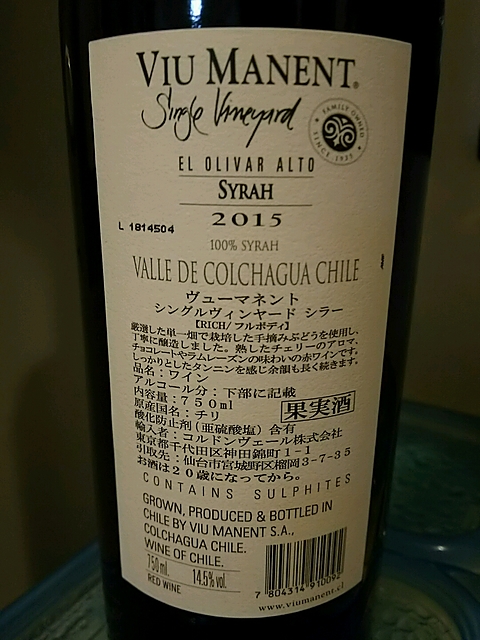 VIU MANENT®
Single Vineyard
FAMILY OWNED
SINCE 1935
EL OLIVAR ALTO
SYRAH
2015
L 1814504
100% SYRAH
VALLE DE COLCHAGUA CHILE
ヴューマネント
シングルヴィンヤード シラー
【RICH/フルボディ】
厳選した単一畑で栽培した手摘みぶどうを使用し、
丁寧に醸造しました。熟したチェリーのアロマ、
チョコレートやラムレーズンの味わいの赤ワインです。
しっかりとしたタンニンを感じ余韻も長く続きます。
品名：ワイン
アルコール分：下部に記載
内容量：750ml
原産国名：チリ
果実酒
酸化防止剤（亜硫酸塩）含有
輸入者：コルドンヴェール株式会社
東京都千代田区神田錦町1-1
引取先：仙台市宮城野区榴岡3-7-35
お酒は20歳になってから。
CONTAINS SULPHITES
GROWN, PRODUCED & BOTTLED IN
CHILE BY VIU MANENT S.A.,
COLCHAGUA CHILE.
WINE OF CHILE.
750ml 14.5% vol.
RED WINE
7 804314 910092
www.viumanent.cl